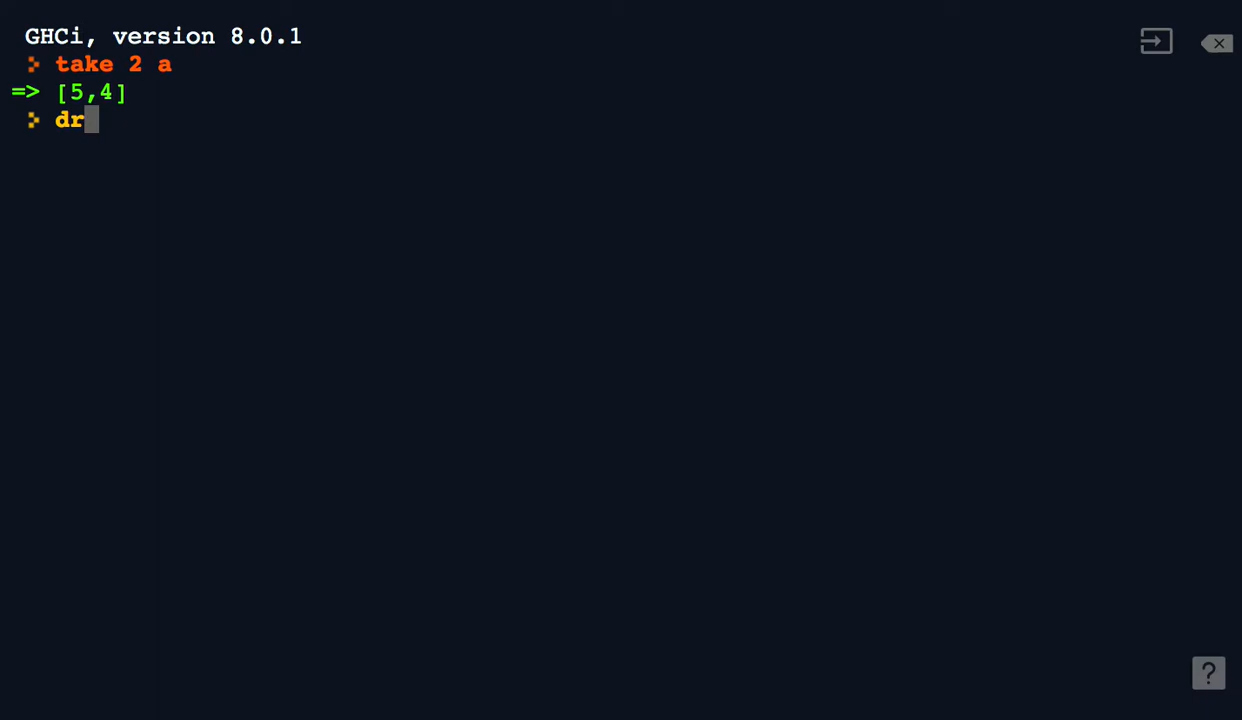 GHCi, version 8.0.1
take 2 a
=> [5,4]
dr
?